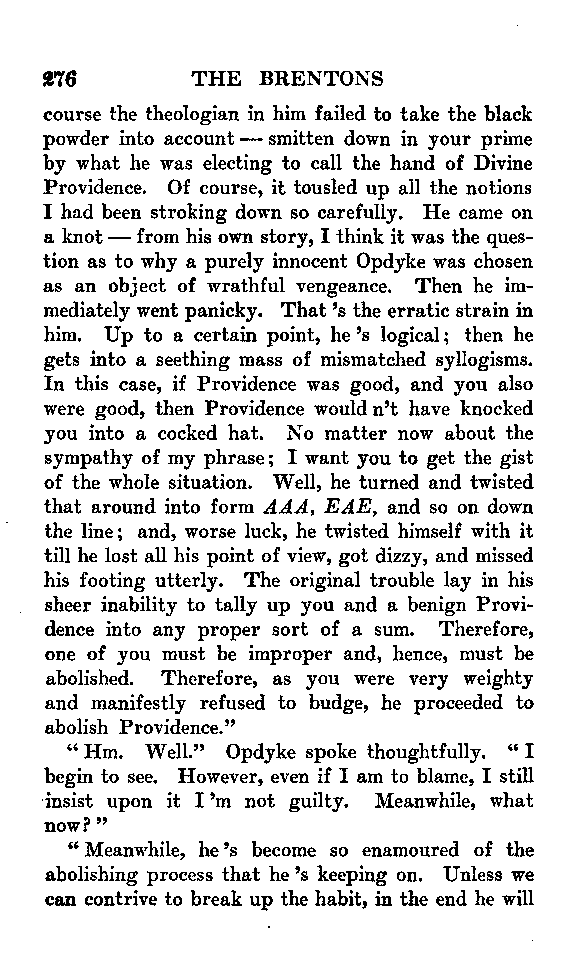 276 THE BRENTONS
course the theologian in him failed to take the black
powder into account — smitten down in your prime
by what he was electing to call the hand of Divine
Providence. Of course, it tousled up all the notions
I had been stroking down so carefully. He came on
a knot — from his own story, I think it was the ques-
tion as to why a purely innocent Opdyke was chosen
as an object of wrathful vengeance. Then he im-
mediately went panicky. That 's the erratic strain in
him. Up to a certain point, he 's logical; then he
gets into a seething mass of mismatched syllogisms.
In this case, if Providence was good, and you also
were good, then Providence would n't have knocked
you into a cocked hat. No matter now about the
sympathy of my phrase; I want you to get the gist
of the whole situation. Well, he turned and twisted
that around into form AAA, EAE, and so on down
the line; and, worse luck, he twisted himself with it
till he lost all his point of view, got dizzy, and missed
his footing utterly. The original trouble lay in his
sheer inability to tally up you and a benign Provi-
dence into any proper sort of a sum. Therefore,
one of you must be improper and, hence, must be
abolished. Therefore, as you were very weighty
and manifestly refused to budge, he proceeded to
abolish Providence."
" Hm. Well." Opdyke spoke thoughtfully. " I
begin to see. However, even if I am to blame, I still
insist upon it I 'm not guilty. Meanwhile, what
now? "
" Meanwhile, he 's become so enamoured of the
abolishing process that he 's keeping on. Unless we
can contrive to break up the habit, in the end he will